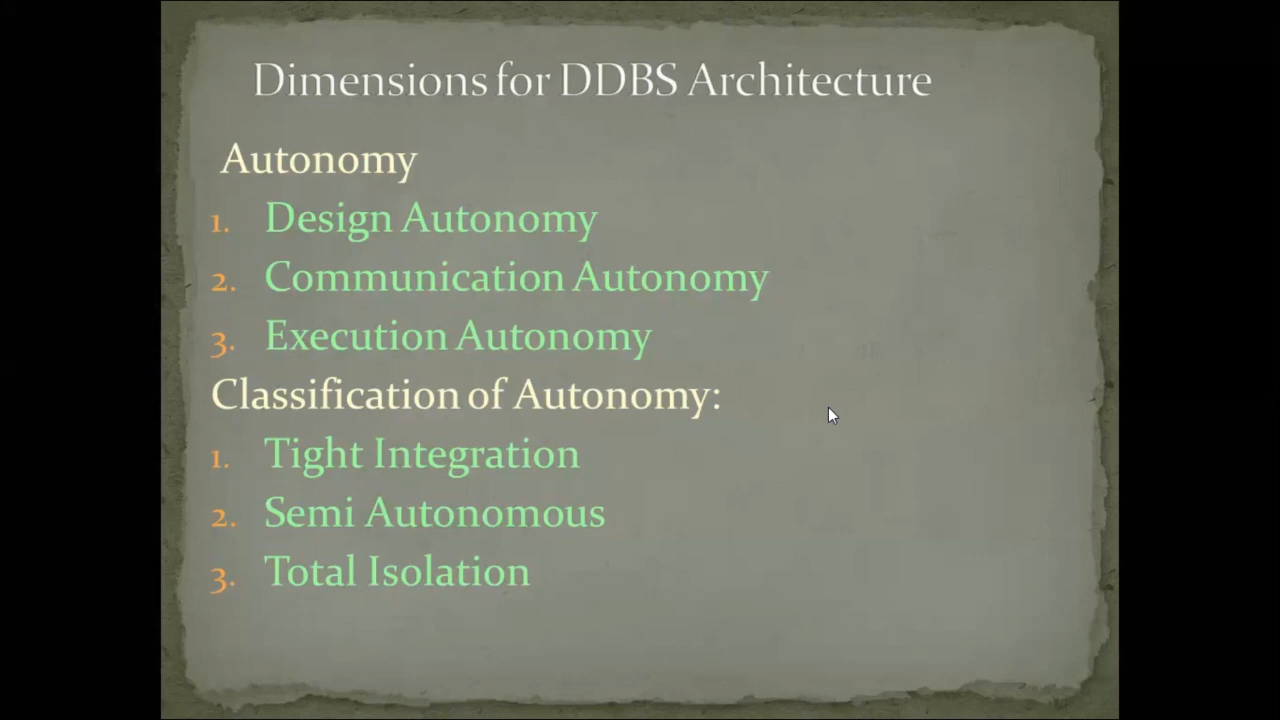 Dimensions for DDBS Architecture
Autonomy
1. Design Autonomy
2. Communication Autonomy
3. Execution Autonomy
Classification of Autonomy:
1. Tight Integration
2. Semi Autonomous
3. Total Isolation